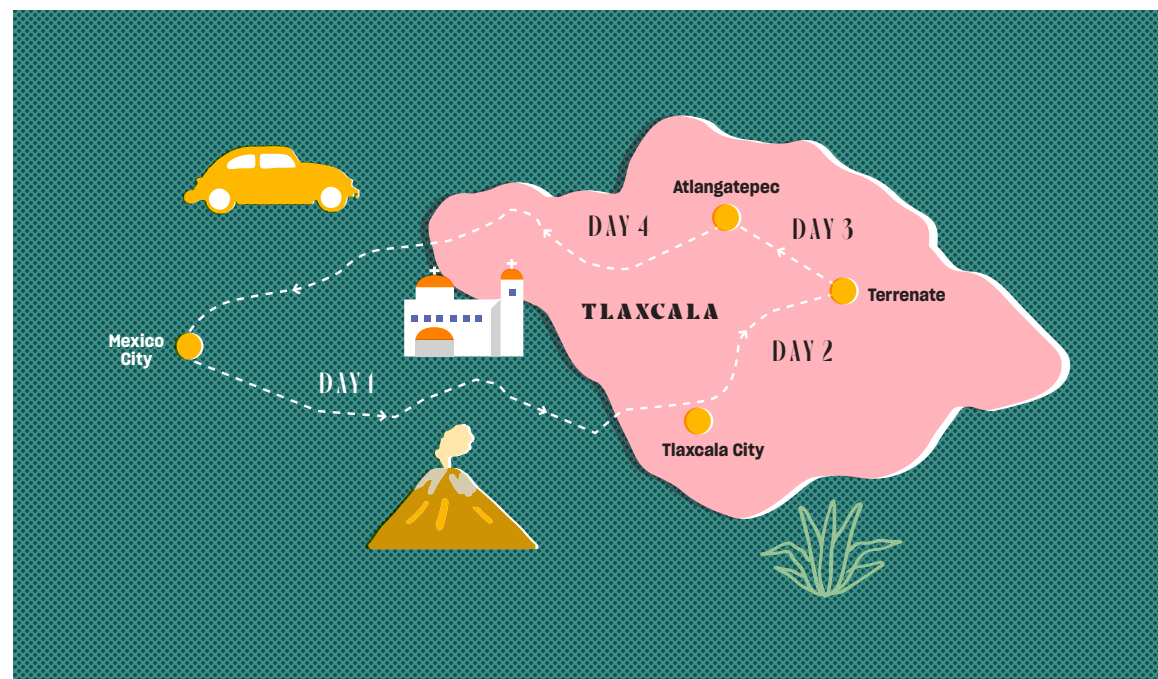 Atlangatepec
DAY 4
DAY 3
Terrenate
TLAXCALA
Mexico
City
DAY 2
DAY 1
Tlaxcala City